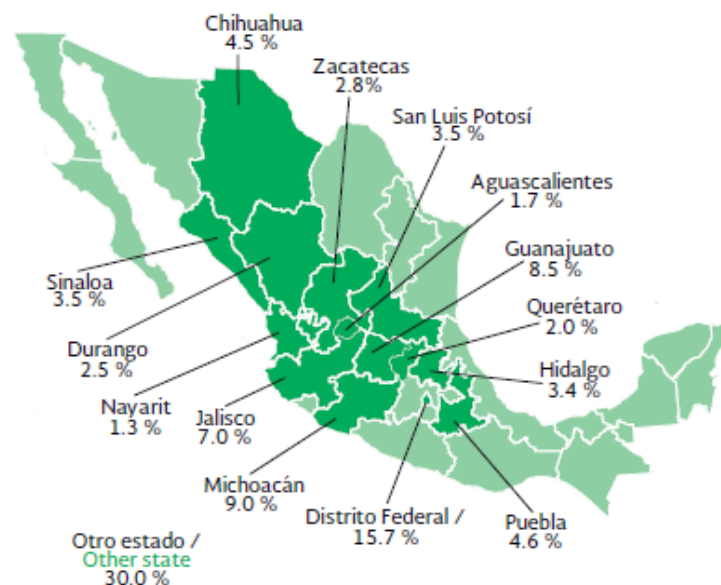 Chihuahua
4.5 %
Zacatecas
2.8%
San Luis Potosí
3.5 %
Aguascalientes
1.7 %
Guanajuato
8.5 %
Querétaro
2.0 %
Hidalgo
3.4 %
Sinaloa
3.5 %
Durango
2.5 %
Nayarit
1.3 %
Jalisco
7.0 %
Michoacán
9.0 %
Distrito Federal /
15.7 %
Puebla
4.6 %
Otro estado /
Other state
30.0 %